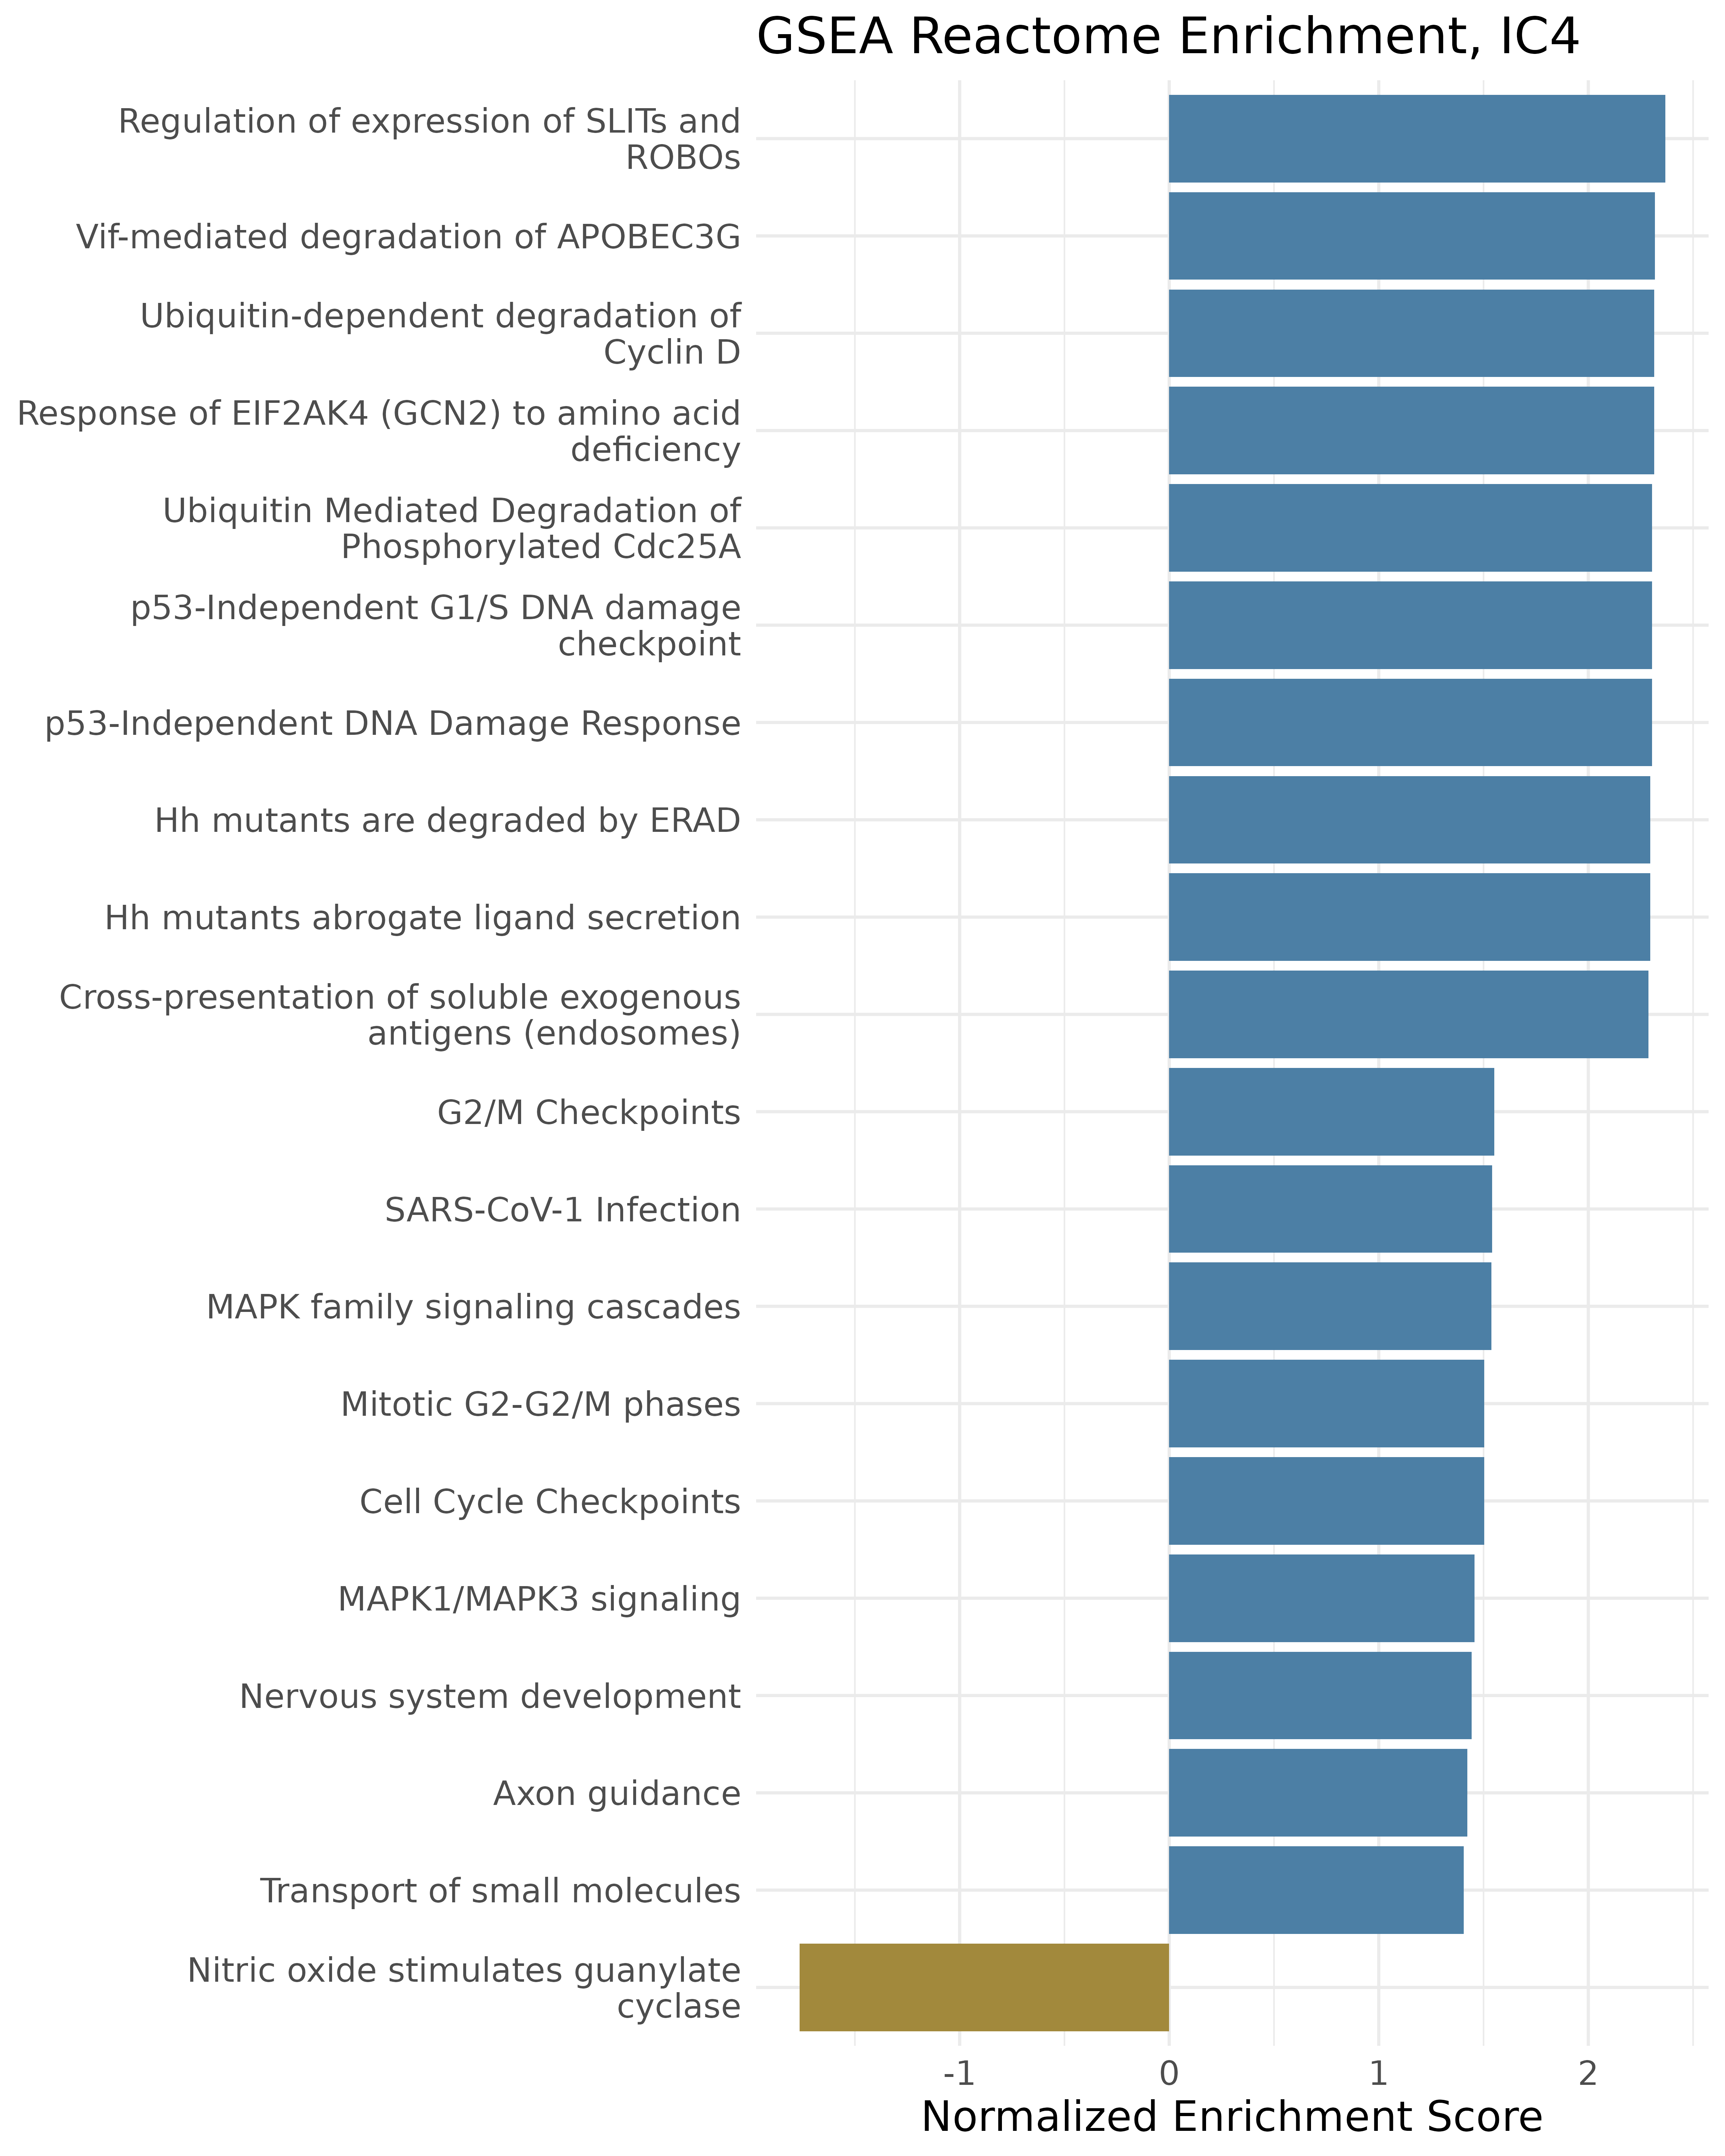 GSEA Reactome Enrichment, IC4
Regulation of expression of SLITs and
ROBOs
Vif-mediated degradation of APOBEC3G
Ubiquitin-dependent degradation of
Cyclin D
Response of EIF2AK4 (GCN2) to amino acid
deficiency
Ubiquitin Mediated Degradation of
Phosphorylated Cdc25A
p53-Independent G1/S DNA damage
checkpoint
p53-Independent DNA Damage Response
Hh mutants are degraded by ERAD
Hh mutants abrogate ligand secretion
Cross-presentation of soluble exogenous
antigens (endosomes)
G2/M Checkpoints
SARS-CoV-1 Infection
MAPK family signaling cascades
Mitotic G2-G2/M phases
Cell Cycle Checkpoints
MAPK1/MAPK3 signaling
Nervous system development
Axon guidance
Transport of small molecules
Nitric oxide stimulates guanylate
cyclase
-1 0 1 2
Normalized Enrichment Score